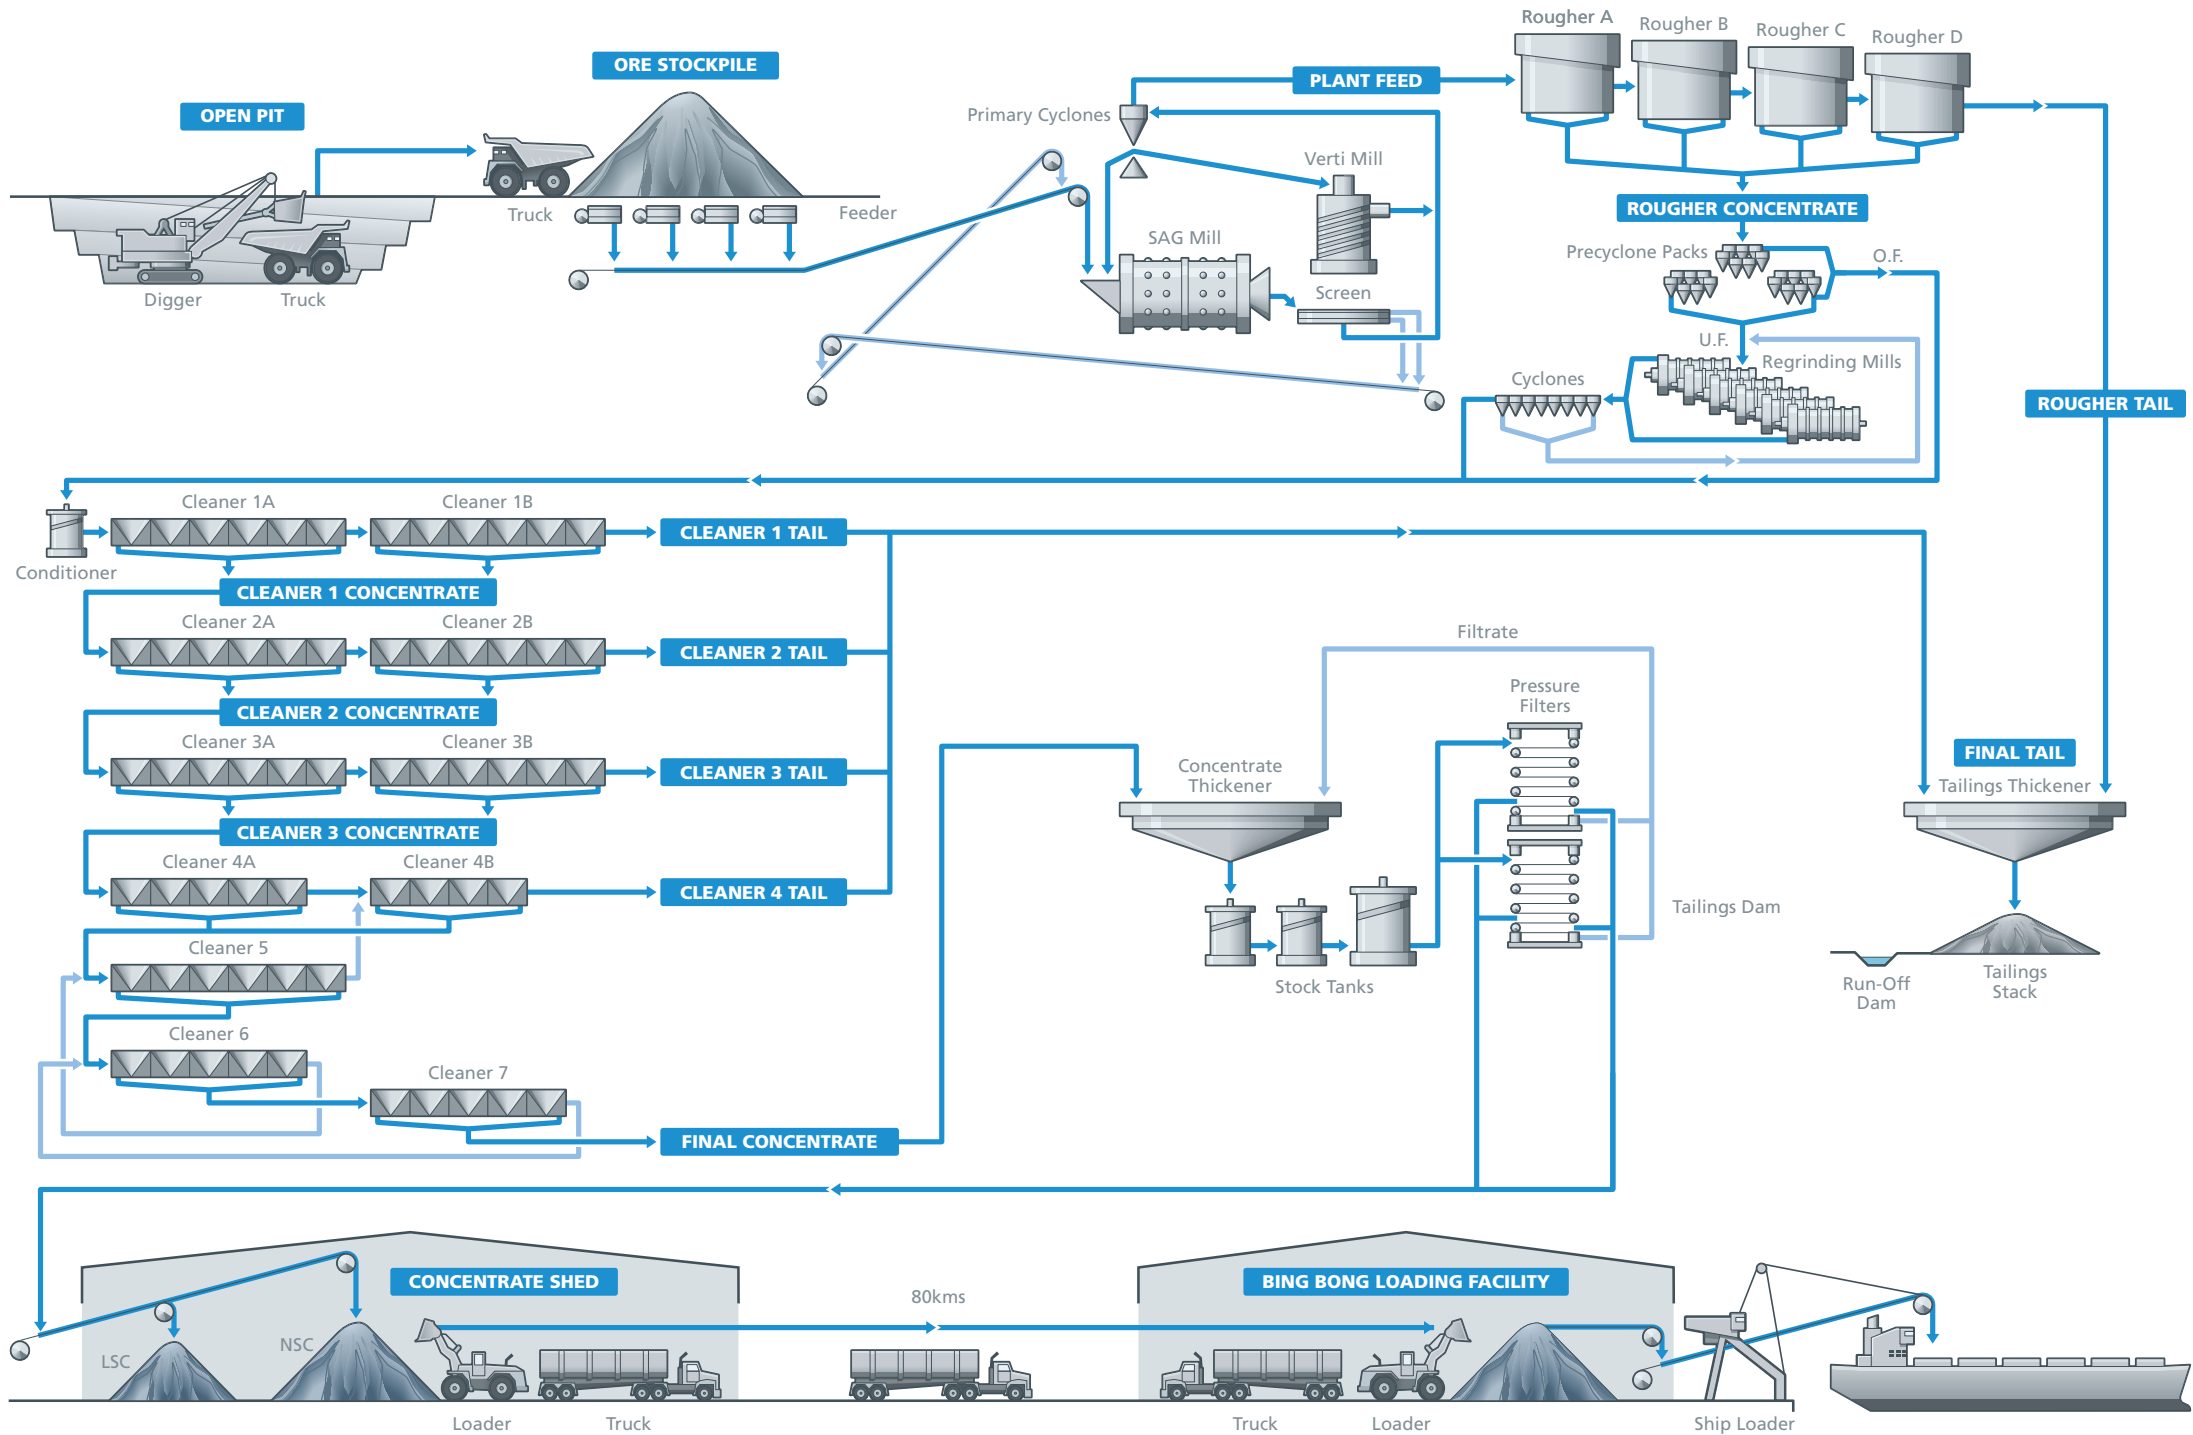 OPEN PIT
ORE STOCKPILE
Truck
Feeder
Digger
Truck
Primary Cyclones
PLANT FEED
Verti Mill
SAG Mill
Screen
Rougher A
Rougher B
Rougher C
Rougher D
ROUGHER CONCENTRATE
Precyclone Packs
O.F.
U.F.
Regrinding Mills
Cyclones
ROUGHER TAIL
Conditioner
Cleaner 1A
Cleaner 1B
CLEANER 1 TAIL
CLEANER 1 CONCENTRATE
Cleaner 2A
Cleaner 2B
CLEANER 2 TAIL
CLEANER 2 CONCENTRATE
Cleaner 3A
Cleaner 3B
CLEANER 3 TAIL
CLEANER 3 CONCENTRATE
Cleaner 4A
Cleaner 4B
CLEANER 4 TAIL
Cleaner 5
Cleaner 6
Cleaner 7
FINAL CONCENTRATE
Filtrate
Pressure
Filters
Concentrate
Thickener
Stock Tanks
Tailings Dam
FINAL TAIL
Tailings Thickener
Run-Off
Dam
Tailings
Stack
CONCENTRATE SHED
LSC
NSC
Loader
Truck
80kms
BING BONG LOADING FACILITY
Truck
Loader
Ship Loader